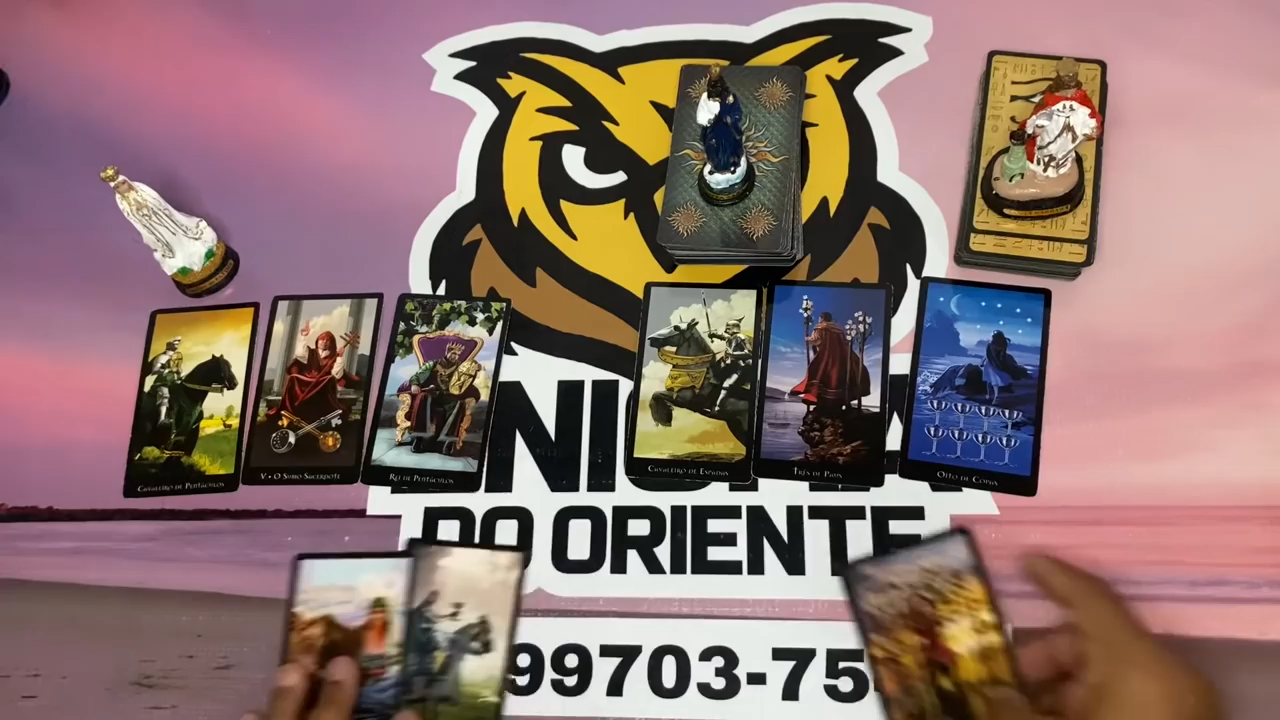 Cavaleiro de Pentáculos
V • O Sumo Sacerdote
Rei de Pentáculos
Cavaleiro de Espadas
Três de Paus
Oito de Copas
DO ORIENTE
99703-75